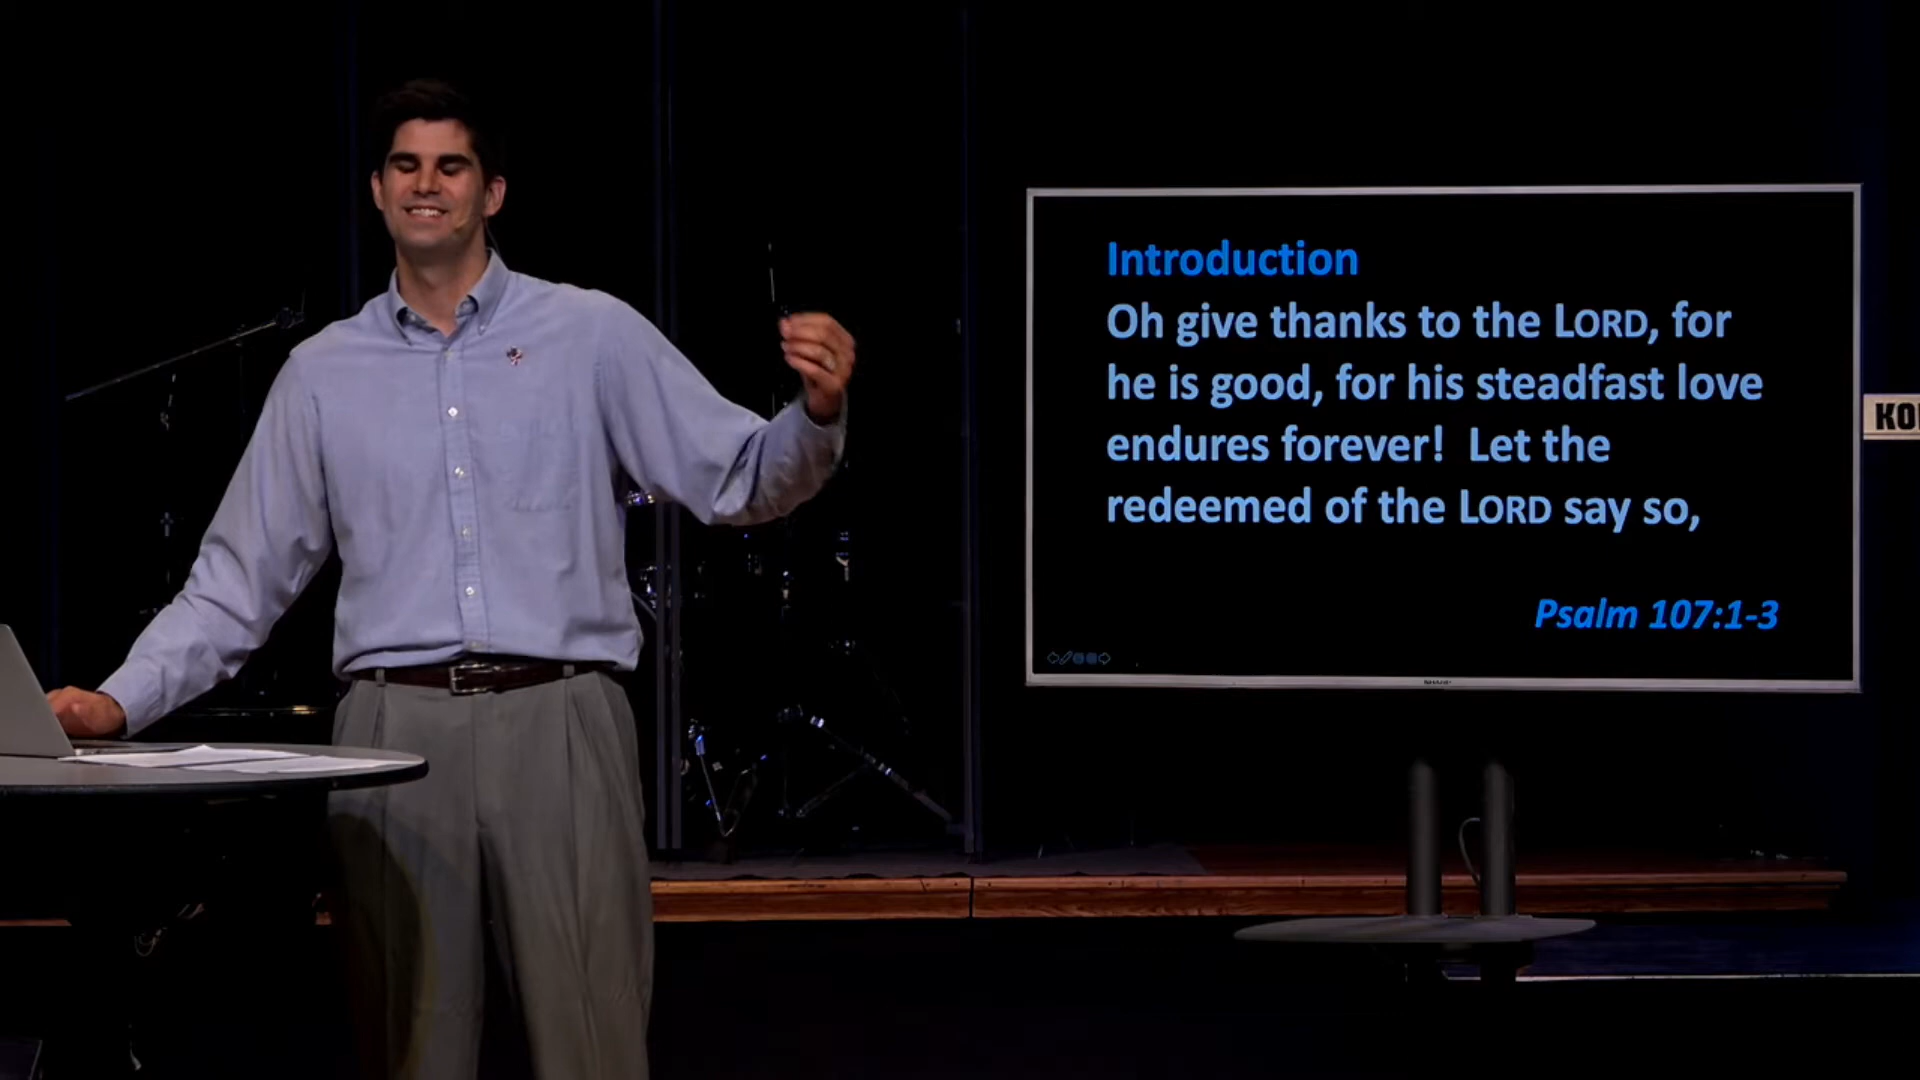 Introduction
Oh give thanks to the LORD, for
he is good, for his steadfast love
endures forever!  Let the
redeemed of the LORD say so,
Psalm 107:1-3
SHARP